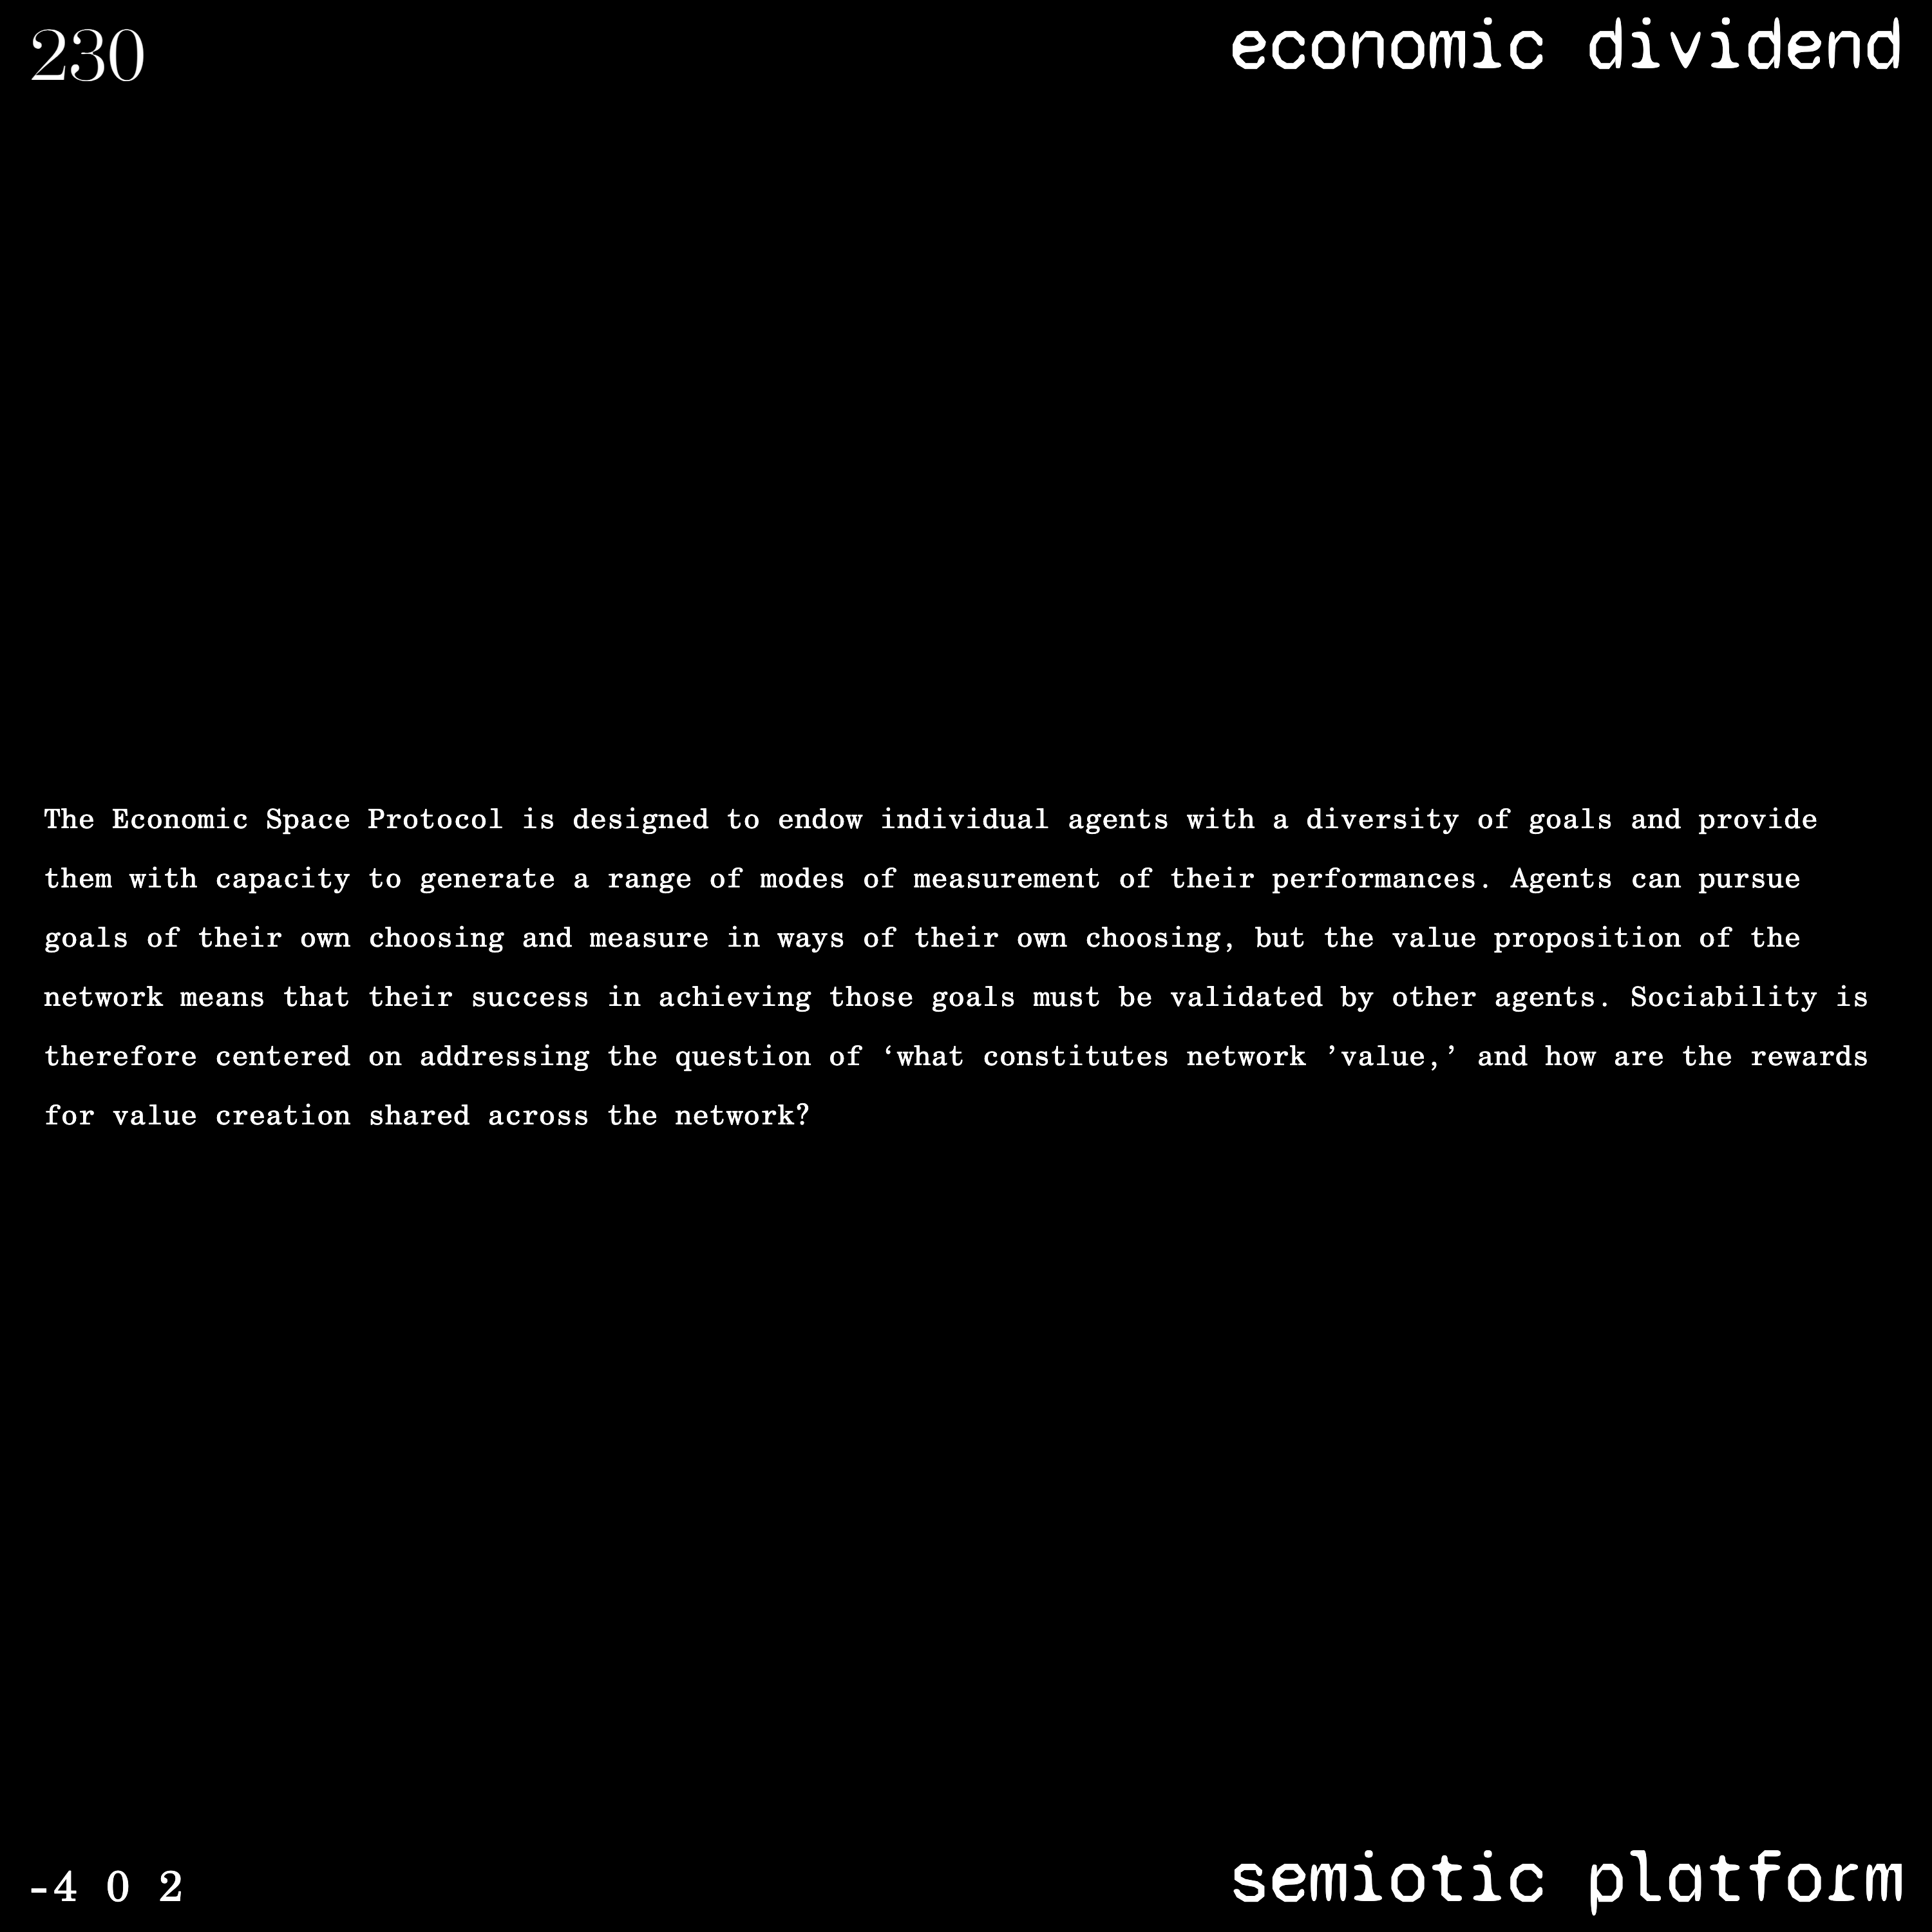 230
economic dividend
The Economic Space Protocol is designed to endow individual agents with a diversity of goals and provide
them with capacity to generate a range of modes of measurement of their performances. Agents can pursue
goals of their own choosing and measure in ways of their own choosing, but the value proposition of the
network means that their success in achieving those goals must be validated by other agents. Sociability is
therefore centered on addressing the question of ‘what constitutes network ’value,’ and how are the rewards
for value creation shared across the network?
-4 0 2
semiotic platform